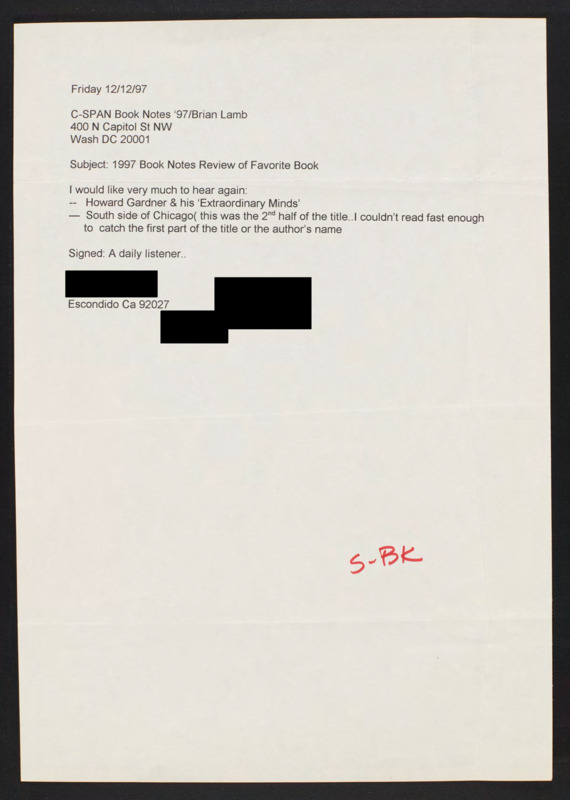 Friday 12/12/97
C-SPAN Book Notes '97/Brian Lamb
400 N Capitol St NW
Wash DC 20001
Subject: 1997 Book Notes Review of Favorite Book
I would like very much to hear again:
-- Howard Gardner & his 'Extraordinary Minds'
— South side of Chicago( this was the 2nd half of the title..I couldn't read fast enough
to catch the first part of the title or the author's name
Signed: A daily listener..
Escondido Ca 92027
S-BK